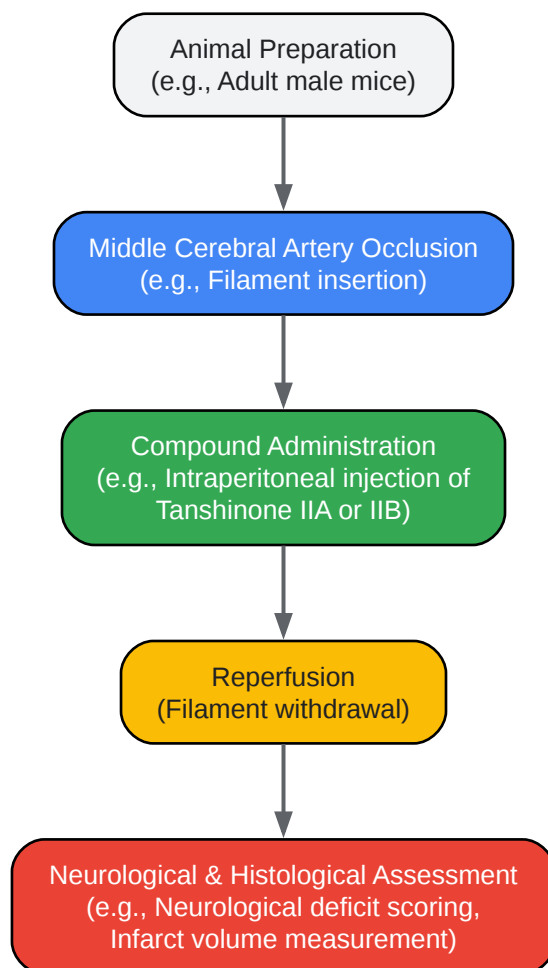 Animal Preparation
(e.g., Adult male mice)
Middle Cerebral Artery Occlusion
(e.g., Filament insertion)
Compound Administration
(e.g., Intraperitoneal injection of
Tanshinone IIA or IIB)
Reperfusion
(Filament withdrawal)
Neurological & Histological Assessment
(e.g., Neurological deficit scoring,
Infarct volume measurement)